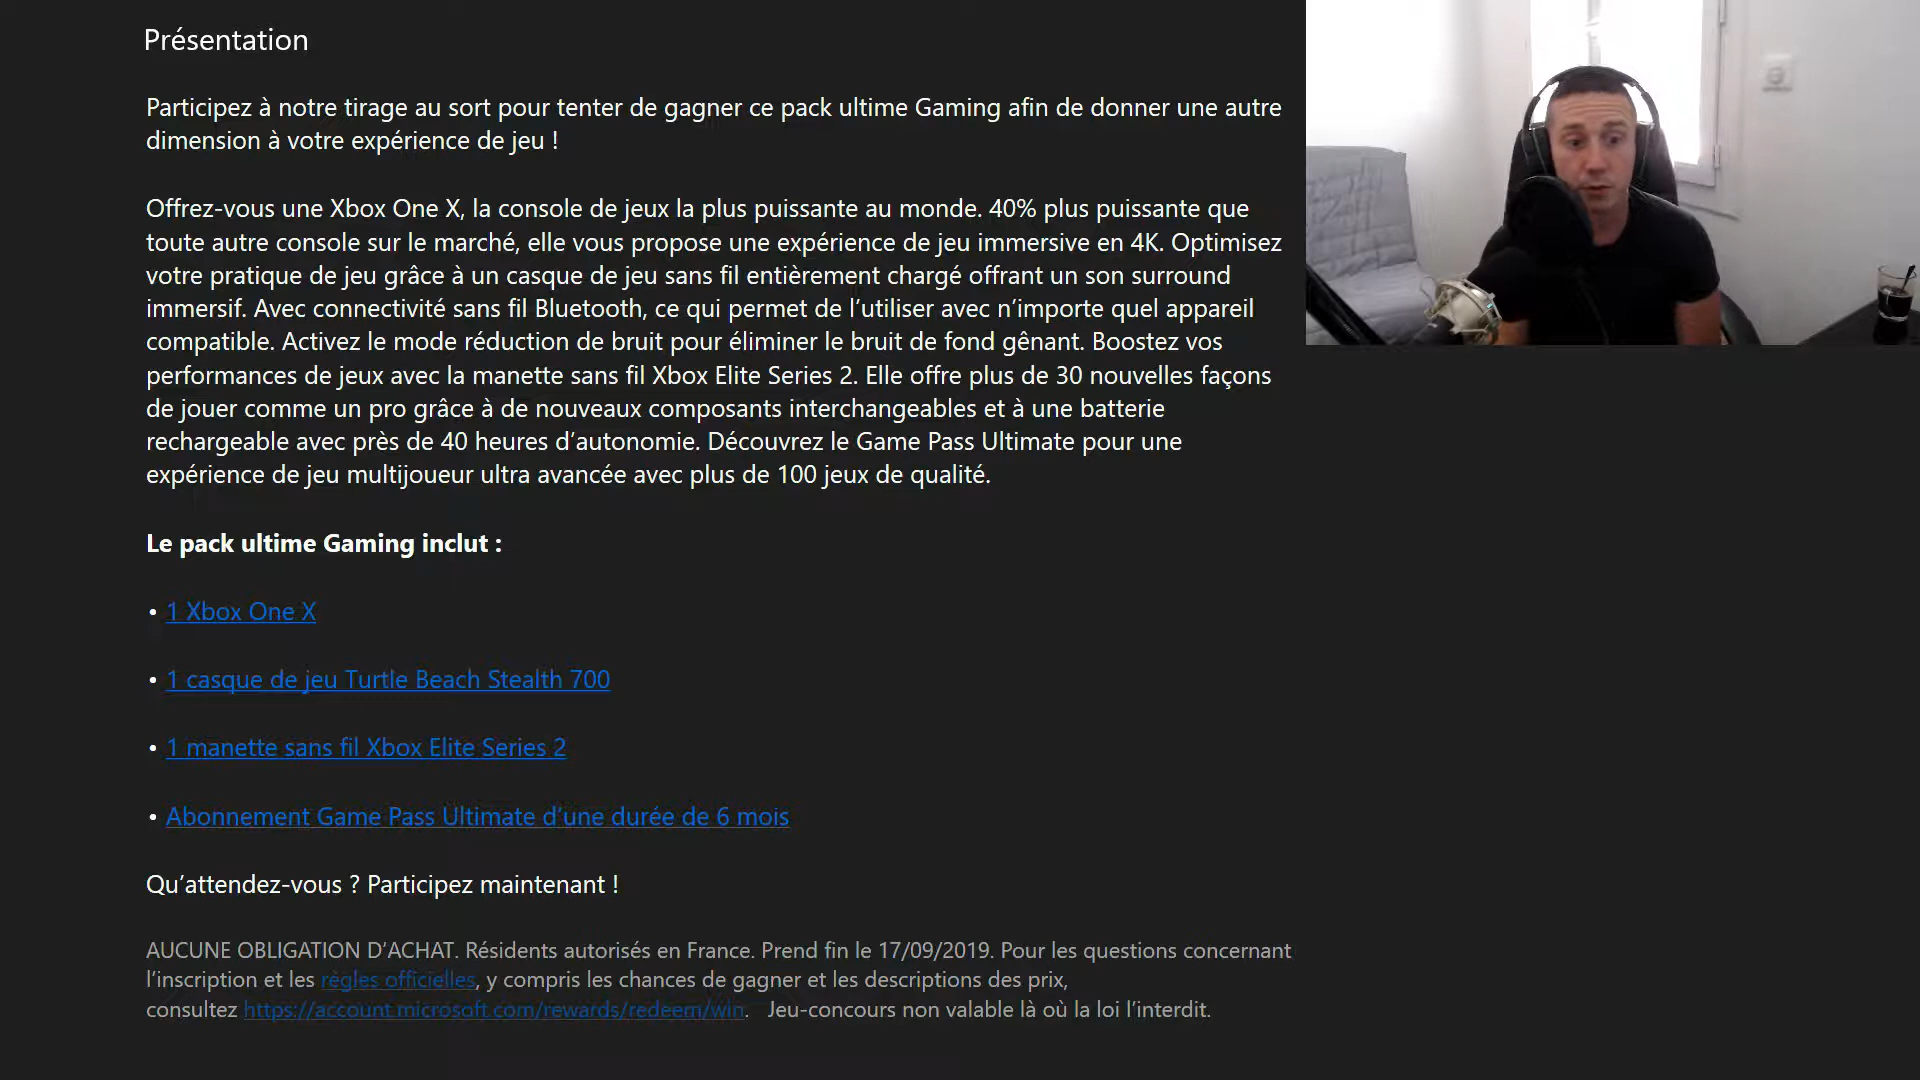 Présentation
Participez à notre tirage au sort pour tenter de gagner ce pack ultime Gaming afin de donner une autre
dimension à votre expérience de jeu !
Offrez-vous une Xbox One X, la console de jeux la plus puissante au monde. 40% plus puissante que
toute autre console sur le marché, elle vous propose une expérience de jeu immersive en 4K. Optimisez
votre pratique de jeu grâce à un casque de jeu sans fil entièrement chargé offrant un son surround
immersif. Avec connectivité sans fil Bluetooth, ce qui permet de l’utiliser avec n’importe quel appareil
compatible. Activez le mode réduction de bruit pour éliminer le bruit de fond gênant. Boostez vos
performances de jeux avec la manette sans fil Xbox Elite Series 2. Elle offre plus de 30 nouvelles façons
de jouer comme un pro grâce à de nouveaux composants interchangeables et à une batterie
rechargeable avec près de 40 heures d’autonomie. Découvrez le Game Pass Ultimate pour une
expérience de jeu multijoueur ultra avancée avec plus de 100 jeux de qualité.
Le pack ultime Gaming inclut :
• 1 Xbox One X
• 1 casque de jeu Turtle Beach Stealth 700
• 1 manette sans fil Xbox Elite Series 2
• Abonnement Game Pass Ultimate d’une durée de 6 mois
Qu’attendez-vous ? Participez maintenant !
AUCUNE OBLIGATION D’ACHAT. Résidents autorisés en France. Prend fin le 17/09/2019. Pour les questions concernant
l’inscription et les règles officielles, y compris les chances de gagner et les descriptions des prix,
consultez https://account.microsoft.com/rewards/redeem/win. Jeu-concours non valable là où la loi l’interdit.